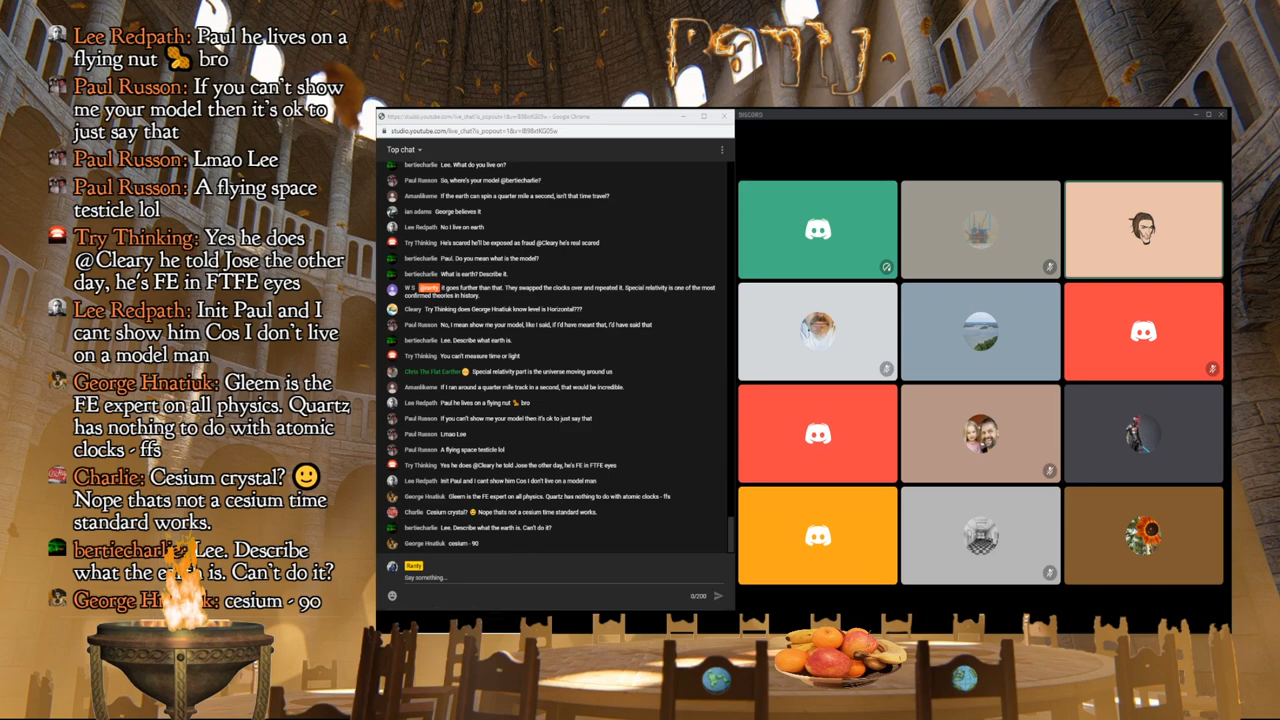 Lee Redpath: Paul he lives on a
flying nut 🥜 bro
Paul Russon: If you can't show
me your model then it's ok to
just say that
Paul Russon: Lmao Lee
Paul Russon: A flying space
testicle lol
Try Thinking: Yes he does
@Cleary he told Jose the other
day, he's FE in FTFE eyes
Lee Redpath: Init Paul and I
cant show him Cos I don't live
on a model man
George Hnatiuk: Gleem is the
FE expert on all physics. Quartz
has nothing to do with atomic
clocks - ffs
Charlie: Cesium crystal? 🙂
Nope thats not a cesium time
standard works.
bertiecharlie: Lee. Describe
what the earth is. Can't do it?
George Hnatiuk: cesium - 90
Ranty
studio.youtube.com/live_chat?is_popout=1&v=lB98xtKG05w
Top chat
bertiecharlie Lee. What do you live on?
Paul Russon So, where's your model @bertiecharlie?
Amanlikeme If the earth can spin a quarter mile a second, isn't that time travel?
ian adams George believes it
Lee Redpath No I live on earth
Try Thinking He's scared he'll be exposed as fraud @Cleary he's real scared
bertiecharlie Paul. Do you mean what is the model?
bertiecharlie What is earth? Describe it.
W S @ranty it goes further than that. They swapped the clocks over and repeated it. Special relativity is one of the most
confirmed theories in history.
Cleary Try Thinking does George Hnatiuk know level is Horizontal???
Paul Russon No, I mean show me your model, like I said, if I'd have meant that, I'd have said that
bertiecharlie Lee. Describe what earth is.
Try Thinking You can't measure time or light
Chris The Flat Earther Special relativity part is the universe moving around us
Amanlikeme If I ran around a quarter mile track in a second, that would be incredible.
Lee Redpath Paul he lives on a flying nut 🥜 bro
Paul Russon If you can't show me your model then it's ok to just say that
Paul Russon Lmao Lee
Paul Russon A flying space testicle lol
Try Thinking Yes he does @Cleary he told Jose the other day, he's FE in FTFE eyes
Lee Redpath Init Paul and I cant show him Cos I don't live on a model man
George Hnatiuk Gleem is the FE expert on all physics. Quartz has nothing to do with atomic clocks - ffs
Charlie Cesium crystal? 🙂 Nope thats not a cesium time standard works.
bertiecharlie Lee. Describe what the earth is. Can't do it?
George Hnatiuk cesium - 90
Ranty
Say something...
0/200
DISCORD